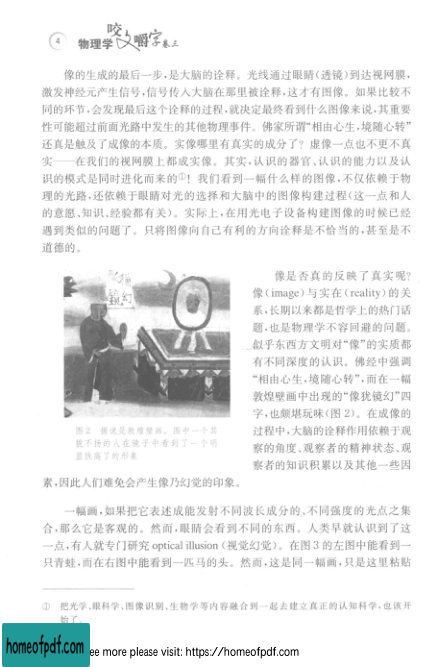 4
物理学咬文嚼字卷三
像的生成的最后一步,是大脑的诠释。光线通过眼睛(透镜)到达视网膜,
激发神经元产生信号,信号传入大脑在那里被诠释,这才有图像。如果比较不
同的环节,会发现最后这个诠释的过程,就决定最终看到什么图像来说,其重要
性可能超过前面光路中发生的其他物理事件。佛家所谓“相由心生,境随心转”
还真是触及了成像的本质。实像哪里有真实的成分了?虚像一点也不更不真
实——在我们的视网膜上都成实像。其实,认识的器官、认识的能力以及认
识的模式是同时进化而来的①!我们看到一幅什么样的图像,不仅依赖于物
理的光路,还依赖于眼睛对光的选择和大脑中的图像构建过程(这一点和人
的意愿、知识、经验都有关)。实际上,在用光电子设备构建图像的时候已经
遇到类似的问题了。只将图像向自己有利的方向诠释是不恰当的,甚至是不
道德的。
像是否真的反映了真实呢?
像(image)与实在(reality)的关
系,长期以来都是哲学上的热门话
题,也是物理学不容回避的问题。
似乎东西方文明对“像”的实质都
有不同深度的认识。佛经中强调
“相由心生,境随心转”,而在一幅
敦煌壁画中出现的“像犹镜幻”四
字,也颇堪玩味(图2)。在成像的
过程中,大脑的诠释作用依赖于观
察的角度、观察者的精神状态、观
察者的知识积累以及其他一些因
图2 据说是敦煌壁画。图中一个其
貌不扬的人在镜子中看到了一个明
显拔高了的形象
素,因此人们难免会产生像乃幻觉的印象。
一幅画,如果把它表述成能发射不同波长成分的、不同强度的光点之集
合,那么它是客观的。然而,眼睛会看到不同的东西。人类早就认识到了这
一点,有人就专门研究 optical illusion(视觉幻觉)。在图3的左图中能看到一
只青蛙,而在右图中能看到一匹马的头。然而,这是同一幅画,只是这里粘贴
① 把光学、眼科学、图像识别、生物学等内容融合到一起去建立真正的认知科学,也该开
始了。
homeofpdf.com
ee more please visit: https://homeofpdf.com